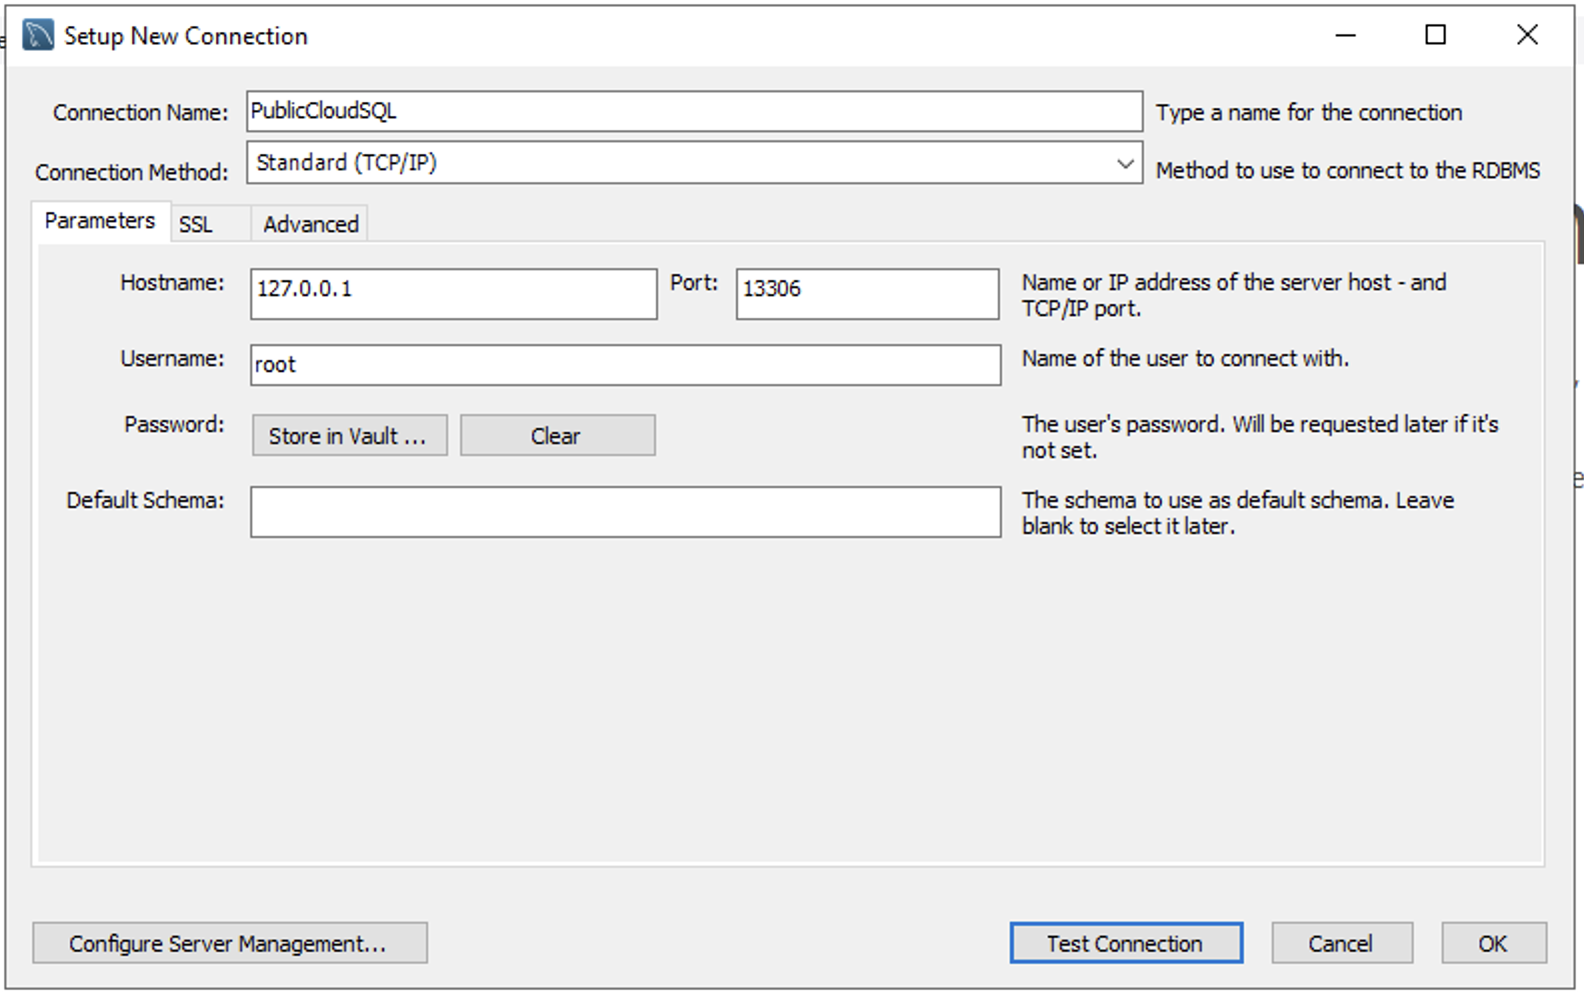 Setup New Connection
Connection Name: PublicCloudSQL Type a name for the connection
Connection Method: Standard (TCP/IP) Method to use to connect to the RDBMS
Parameters SSL Advanced
Hostname: 127.0.0.1 Port: 13306 Name or IP address of the server host - and
TCP/IP port.
Username: root Name of the user to connect with.
Password: Store in Vault ... Clear The user's password. Will be requested later if it's
not set.
Default Schema: The schema to use as default schema. Leave
blank to select it later.
Configure Server Management... Test Connection Cancel OK